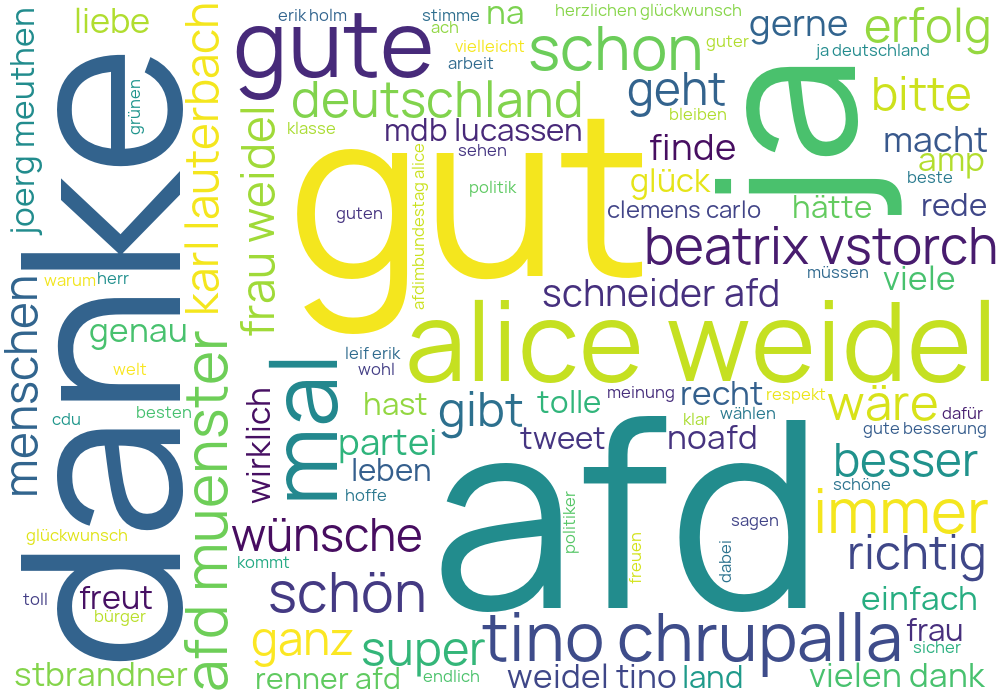 erik holm
stimme
na
herzlichen glückwunsch
liebe
gute
ach
vielleicht
arbeit
schon
guter
gerne
erfolg
ja deutschland
joerg meuthen
danke
grünen
karl lauterbach
deutschland
geht
bleiben
ja
bitte
klasse
mdb lucassen
sehen
finde
macht
amp
frau weidel
gut
guten
afdimbundestag alice
politik
glück
beste
clemens carlo
hätte
rede
beatrix vstorch
warum
herr
müssen
viele
menschen
schneider afd
genau
afd muenster
alice weidel
welt
leif erik
wohl
mal
cdu
besten
wirklich
hast
gibt
tolle
meinung
recht
respekt
wäre
dafür
klar
wählen
gute besserung
partei
tweet
noafd
leben
hoffe
afd
besser
schöne
immer
glückwunsch
wünsche
politiker
freuen
sagen
dabei
richtig
kommt
toll
freut
bürger
schön
einfach
ganz
super
tino chrupalla
frau
sicher
stbrandner
renner afd
endlich
weidel tino
land
vielen dank